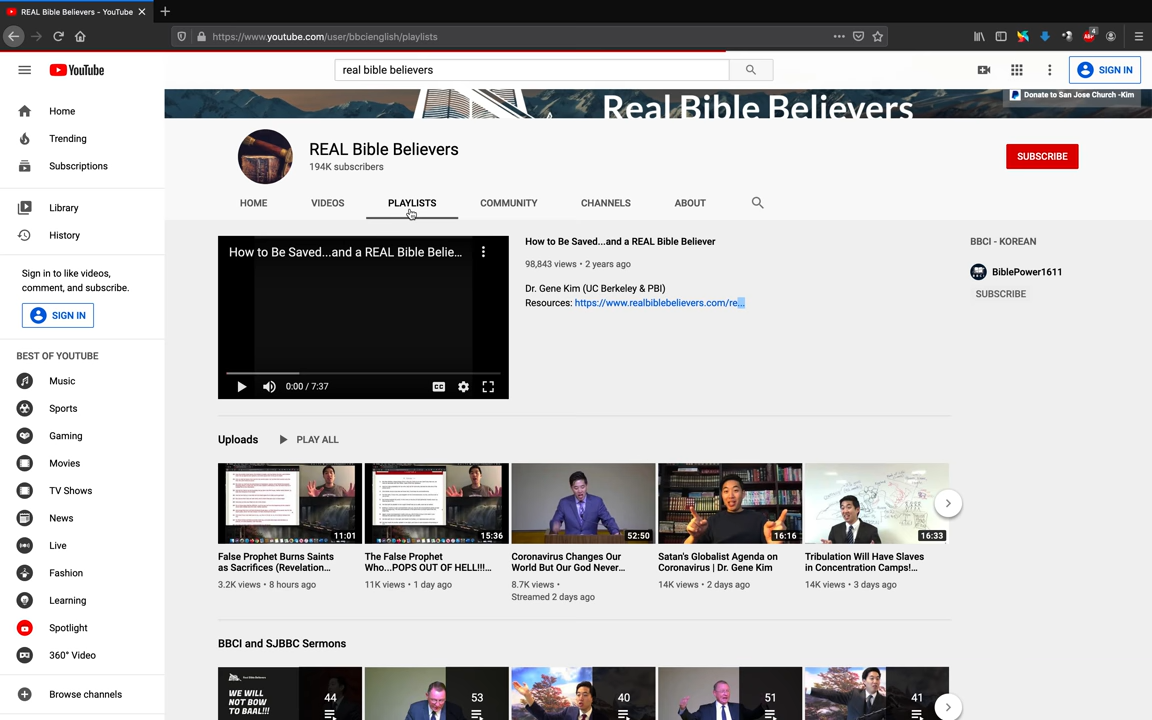 REAL Bible Believers - YouTube
https://www.youtube.com/user/bbcienglish/playlists
4
YouTube
real bible believers
SIGN IN
Real Bible Believers
Donate to San Jose Church -Kim
Home
Trending
Subscriptions
Library
History
Sign in to like videos,
comment, and subscribe.
SIGN IN
BEST OF YOUTUBE
Music
Sports
Gaming
Movies
TV Shows
News
Live
Fashion
Learning
Spotlight
360° Video
Browse channels
REAL Bible Believers
194K subscribers
SUBSCRIBE
HOME VIDEOS PLAYLISTS COMMUNITY CHANNELS ABOUT
How to Be Saved...and a REAL Bible Belie...
0:00 / 7:37
CC
How to Be Saved...and a REAL Bible Believer
98,843 views • 2 years ago
Dr. Gene Kim (UC Berkeley & PBI)
Resources: https://www.realbiblebelievers.com/re...
BBCI - KOREAN
BiblePower1611
SUBSCRIBE
Uploads PLAY ALL
11:01
15:36
52:50
16:16
16:33
False Prophet Burns Saints
as Sacrifices (Revelation...
3.2K views • 8 hours ago
The False Prophet
Who...POPS OUT OF HELL!!!...
11K views • 1 day ago
Coronavirus Changes Our
World But Our God Never...
8.7K views •
Streamed 2 days ago
Satan's Globalist Agenda on
Coronavirus | Dr. Gene Kim
14K views • 2 days ago
Tribulation Will Have Slaves
in Concentration Camps!...
14K views • 3 days ago
BBCI and SJBBC Sermons
WE WILL
NOT BOW
TO BAAL!!!
44
53
40
51
41